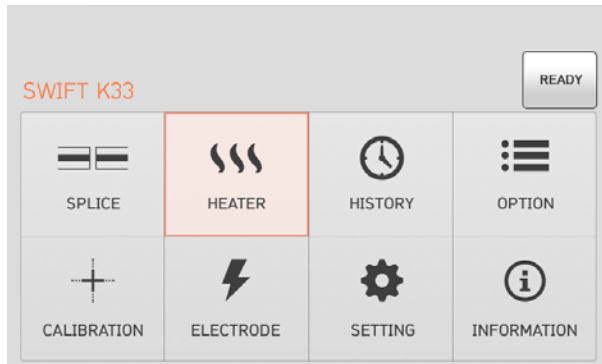 READY
SWIFT K33
SPLICE HEATER HISTORY OPTION
CALIBRATION ELECTRODE SETTING INFORMATION